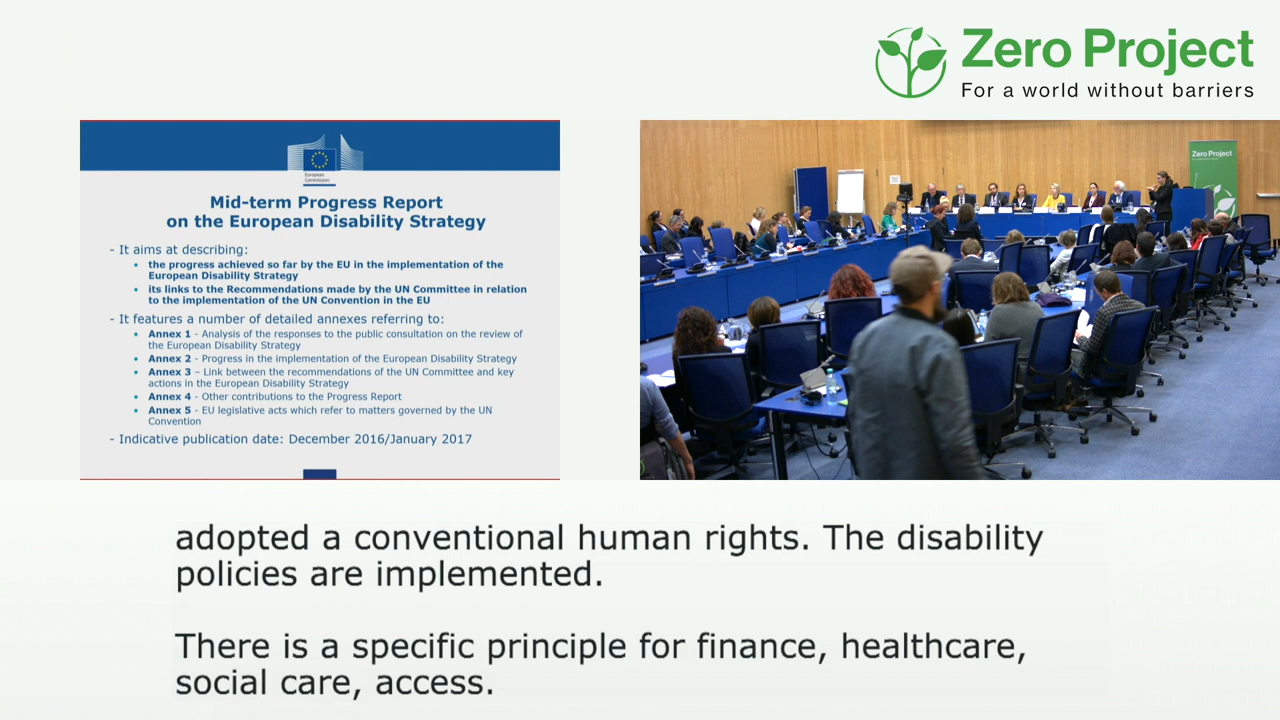 Zero Project
For a world without barriers
European
Commission
Mid-term Progress Report
on the European Disability Strategy
- It aims at describing:
• the progress achieved so far by the EU in the implementation of the
European Disability Strategy
• its links to the Recommendations made by the UN Committee in relation
to the implementation of the UN Convention in the EU
- It features a number of detailed annexes referring to:
• Annex 1 - Analysis of the responses to the public consultation on the review of
the European Disability Strategy
• Annex 2 - Progress in the implementation of the European Disability Strategy
• Annex 3 – Link between the recommendations of the UN Committee and key
actions in the European Disability Strategy
• Annex 4 - Other contributions to the Progress Report
• Annex 5 - EU legislative acts which refer to matters governed by the UN
Convention
- Indicative publication date: December 2016/January 2017
Zero Project
adopted a conventional human rights. The disability
policies are implemented.
There is a specific principle for finance, healthcare,
social care, access.